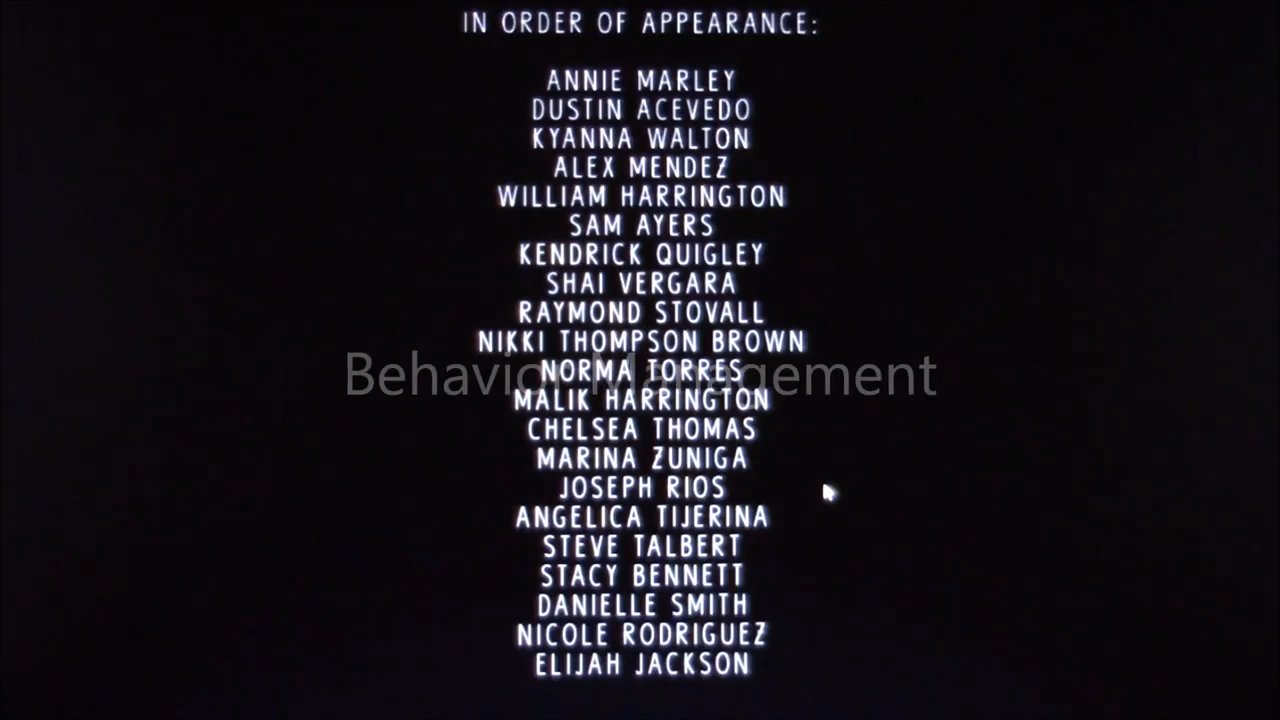 IN ORDER OF APPEARANCE:
ANNIE MARLEY
DUSTIN ACEVEDO
KYANNA WALTON
ALEX MENDEZ
WILLIAM HARRINGTON
SAM AYERS
KENDRICK QUIGLEY
SHAI VERGARA
RAYMOND STOVALL
NIKKI THOMPSON BROWN
NORMA TORRES
Behavior Management
MALIK HARRINGTON
CHELSEA THOMAS
MARINA ZUNIGA
JOSEPH RIOS
ANGELICA TIJERINA
STEVE TALBERT
STACY BENNETT
DANIELLE SMITH
NICOLE RODRIGUEZ
ELIJAH JACKSON